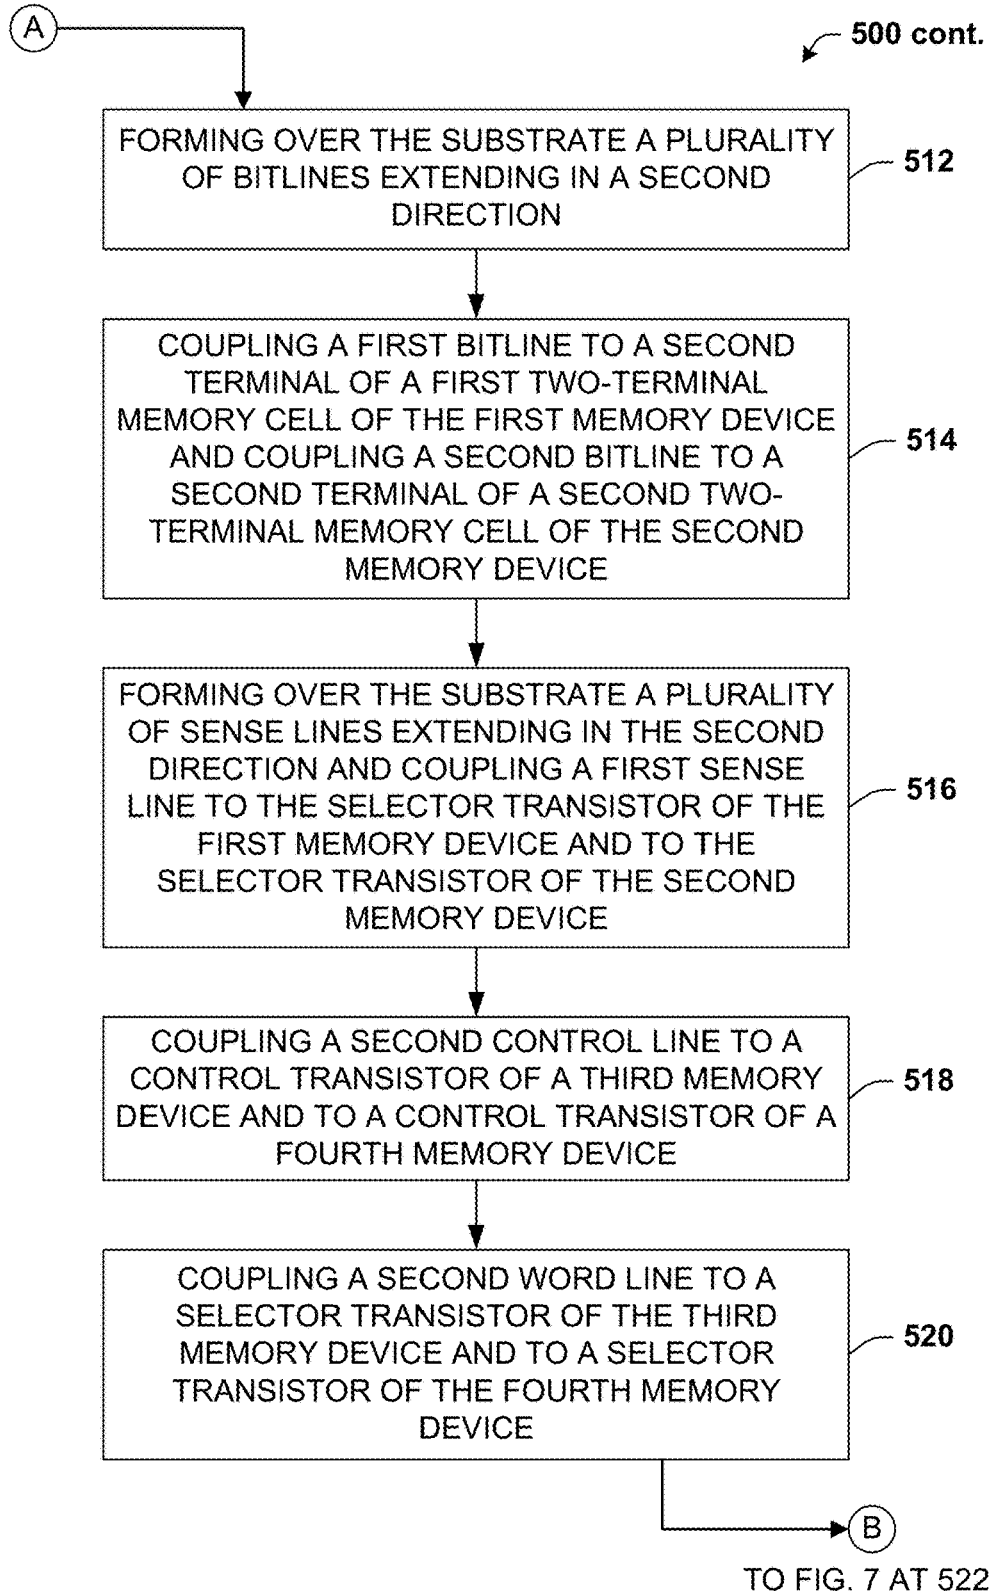 A
500 cont.
FORMING OVER THE SUBSTRATE A PLURALITY
OF BITLINES EXTENDING IN A SECOND
DIRECTION
512
COUPLING A FIRST BITLINE TO A SECOND
TERMINAL OF A FIRST TWO-TERMINAL
MEMORY CELL OF THE FIRST MEMORY DEVICE
AND COUPLING A SECOND BITLINE TO A
SECOND TERMINAL OF A SECOND TWO-
TERMINAL MEMORY CELL OF THE SECOND
MEMORY DEVICE
514
FORMING OVER THE SUBSTRATE A PLURALITY
OF SENSE LINES EXTENDING IN THE SECOND
DIRECTION AND COUPLING A FIRST SENSE
LINE TO THE SELECTOR TRANSISTOR OF THE
FIRST MEMORY DEVICE AND TO THE
SELECTOR TRANSISTOR OF THE SECOND
MEMORY DEVICE
516
COUPLING A SECOND CONTROL LINE TO A
CONTROL TRANSISTOR OF A THIRD MEMORY
DEVICE AND TO A CONTROL TRANSISTOR OF A
FOURTH MEMORY DEVICE
518
COUPLING A SECOND WORD LINE TO A
SELECTOR TRANSISTOR OF THE THIRD
MEMORY DEVICE AND TO A SELECTOR
TRANSISTOR OF THE FOURTH MEMORY
DEVICE
520
B
TO FIG. 7 AT 522